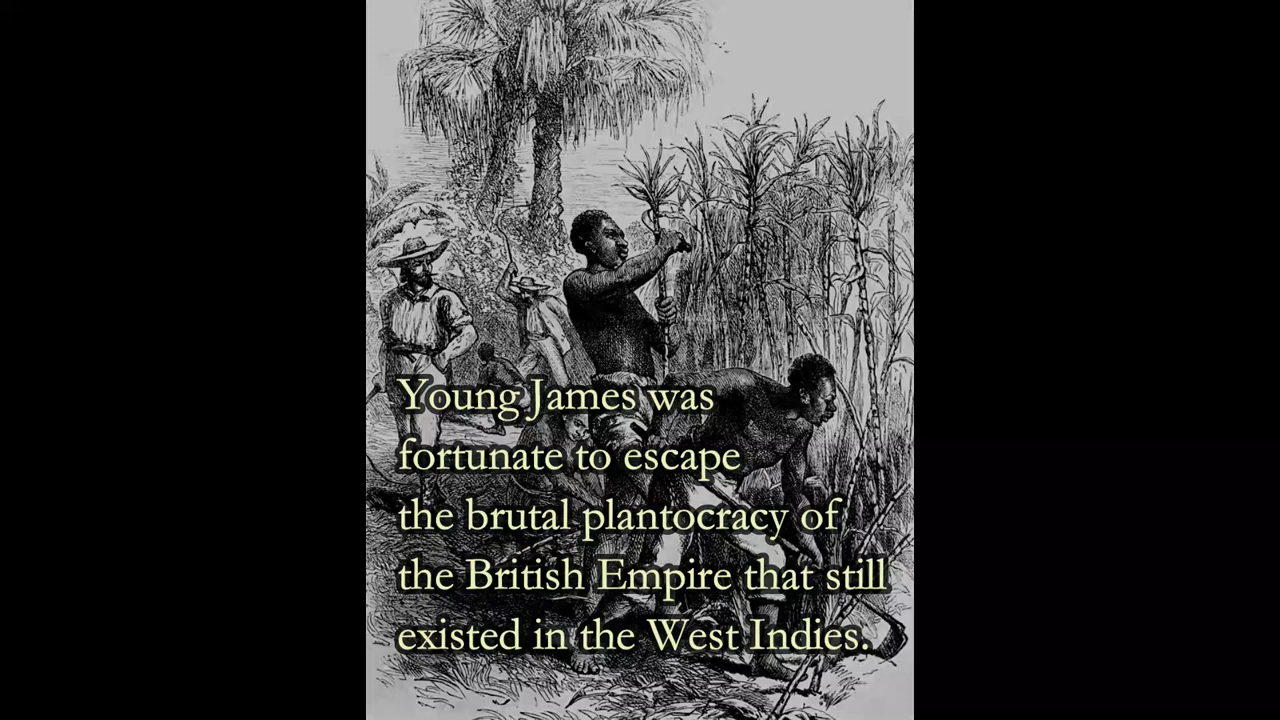 Young James was
fortunate to escape
the brutal plantocracy of
the British Empire that still
existed in the West Indies.